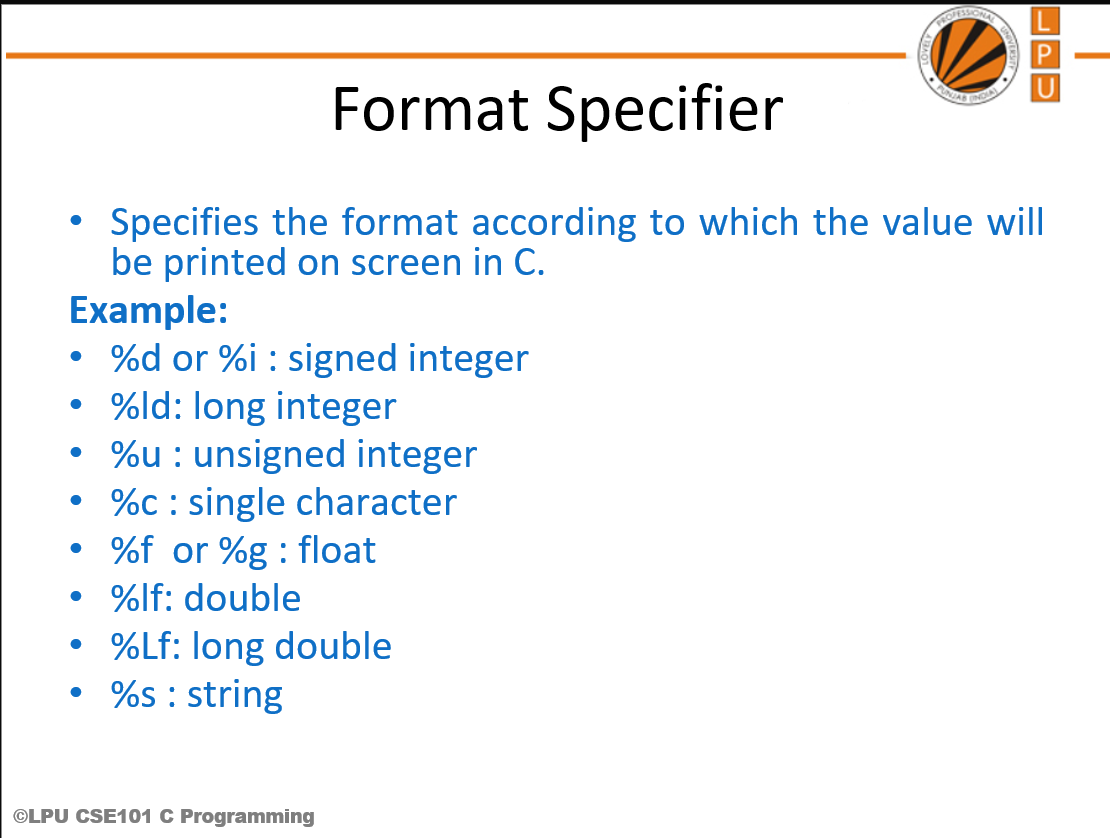 LOVELY PROFESSIONAL UNIVERSITY
PUNJAB (INDIA)
L
P
U
Format Specifier
• Specifies the format according to which the value will
be printed on screen in C.
Example:
• %d or %i : signed integer
• %ld: long integer
• %u : unsigned integer
• %c : single character
• %f or %g : float
• %lf: double
• %Lf: long double
• %s : string
©LPU CSE101 C Programming